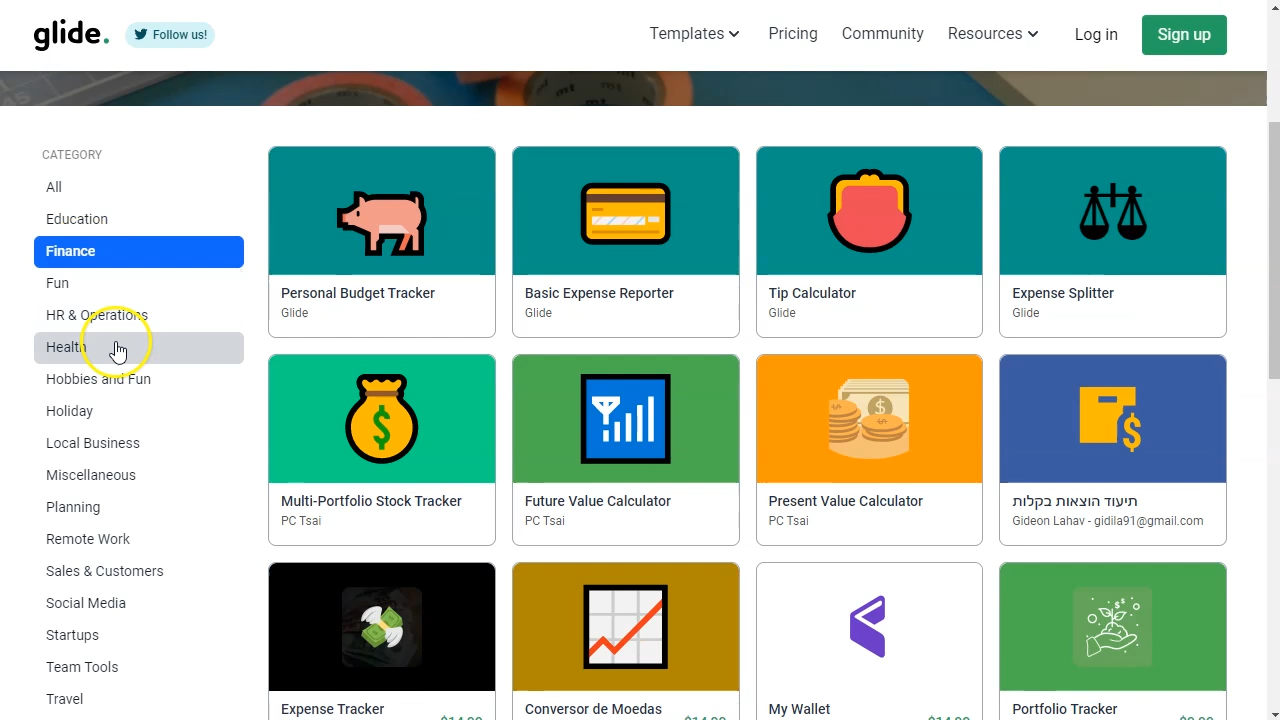 glide.
Follow us!
Templates
Pricing
Community
Resources
Log in
Sign up
CATEGORY
All
Education
Finance
Fun
HR & Operations
Health
Hobbies and Fun
Holiday
Local Business
Miscellaneous
Planning
Remote Work
Sales & Customers
Social Media
Startups
Team Tools
Travel
Personal Budget Tracker
Glide
Basic Expense Reporter
Glide
Tip Calculator
Glide
Expense Splitter
Glide
Multi-Portfolio Stock Tracker
PC Tsai
Future Value Calculator
PC Tsai
Present Value Calculator
PC Tsai
תיעוד הוצאות בקלות
Gideon Lahav - gidila91@gmail.com
Expense Tracker
Conversor de Moedas
My Wallet
Portfolio Tracker